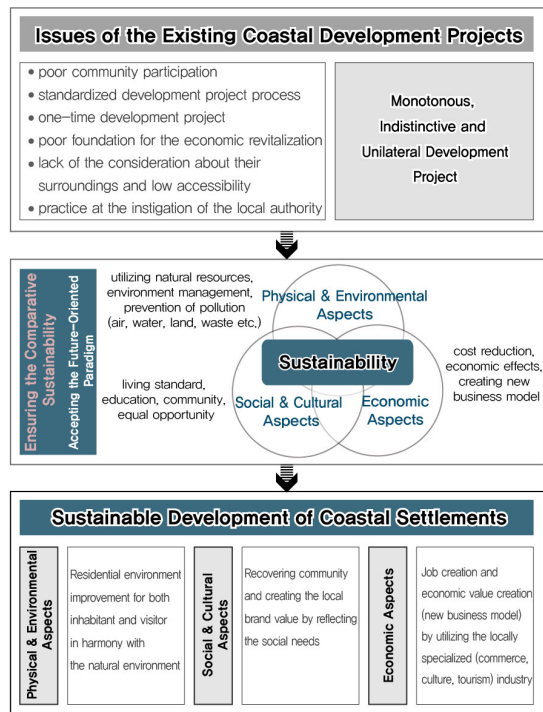 Issues of the Existing Coastal Development Projects
• poor community participation
• standardized development project process
• one-time development project
• poor foundation for the economic revitalization
• lack of the consideration about their
surroundings and low accessibility
• practice at the instigation of the local authority
Monotonous,
Indistinctive and
Unilateral Development
Project
Ensuring the Comparative
Sustainability
Accepting the Future-Oriented
Paradigm
utilizing natural resources,
environment management,
prevention of pollution
(air, water, land, waste etc.)
Physical & Environmental
Aspects
Sustainability
living standard,
education, community,
equal opportunity
Social & Cultural
Aspects
Economic
Aspects
cost reduction,
economic effects,
creating new
business model
Sustainable Development of Coastal Settlements
Physical & Environmental
Aspects
Residential environment
improvement for both
inhabitant and visitor
in harmony with
the natural environment
Social & Cultural
Aspects
Recovering community
and creating the local
brand value by reflecting
the social needs
Economic Aspects
Job creation and
economic value creation
(new business model)
by utilizing the locally
specialized (commerce,
culture, tourism) industry